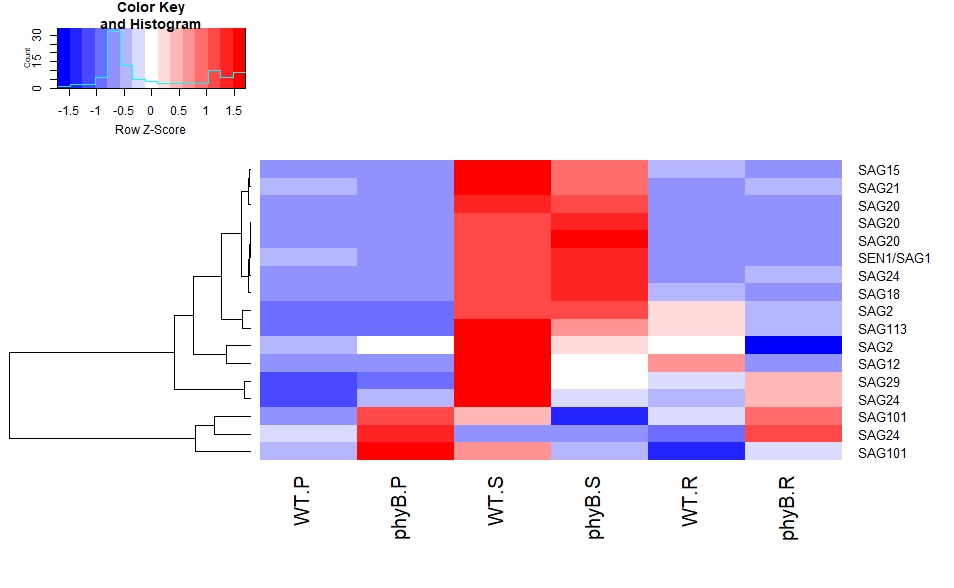 Color Key
and Histogram
Count
0 15 30
-1.5 -1 -0.5 0 0.5 1 1.5
Row Z-Score
SAG15
SAG21
SAG20
SAG20
SAG20
SEN1/SAG1
SAG24
SAG18
SAG2
SAG113
SAG2
SAG12
SAG29
SAG24
SAG101
SAG24
SAG101
WT.P phyB.P WT.S phyB.S WT.R phyB.R